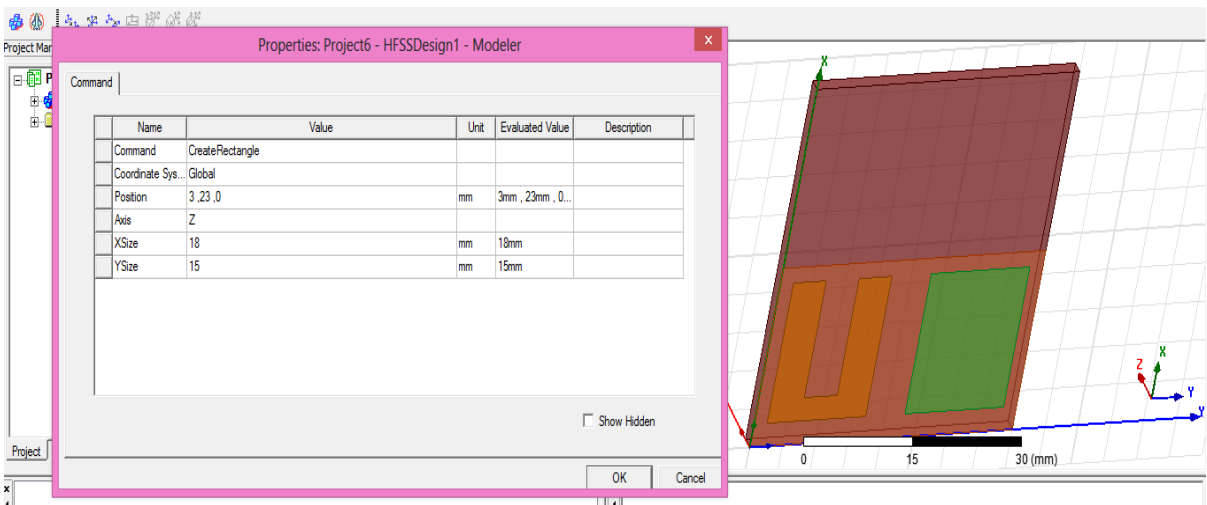 Properties: Project6 - HFSSDesign1 - Modeler
x
Project Mar
P
Command
Name Value Unit Evaluated Value Description
Command CreateRectangle
Coordinate Sys... Global
Position 3 ,23 ,0 mm 3mm , 23mm , 0...
Axis Z
XSize 18 mm 18mm
YSize 15 mm 15mm
Show Hidden
OK Cancel
Project
X
Z X
Y
Y
0 15 30 (mm)
x